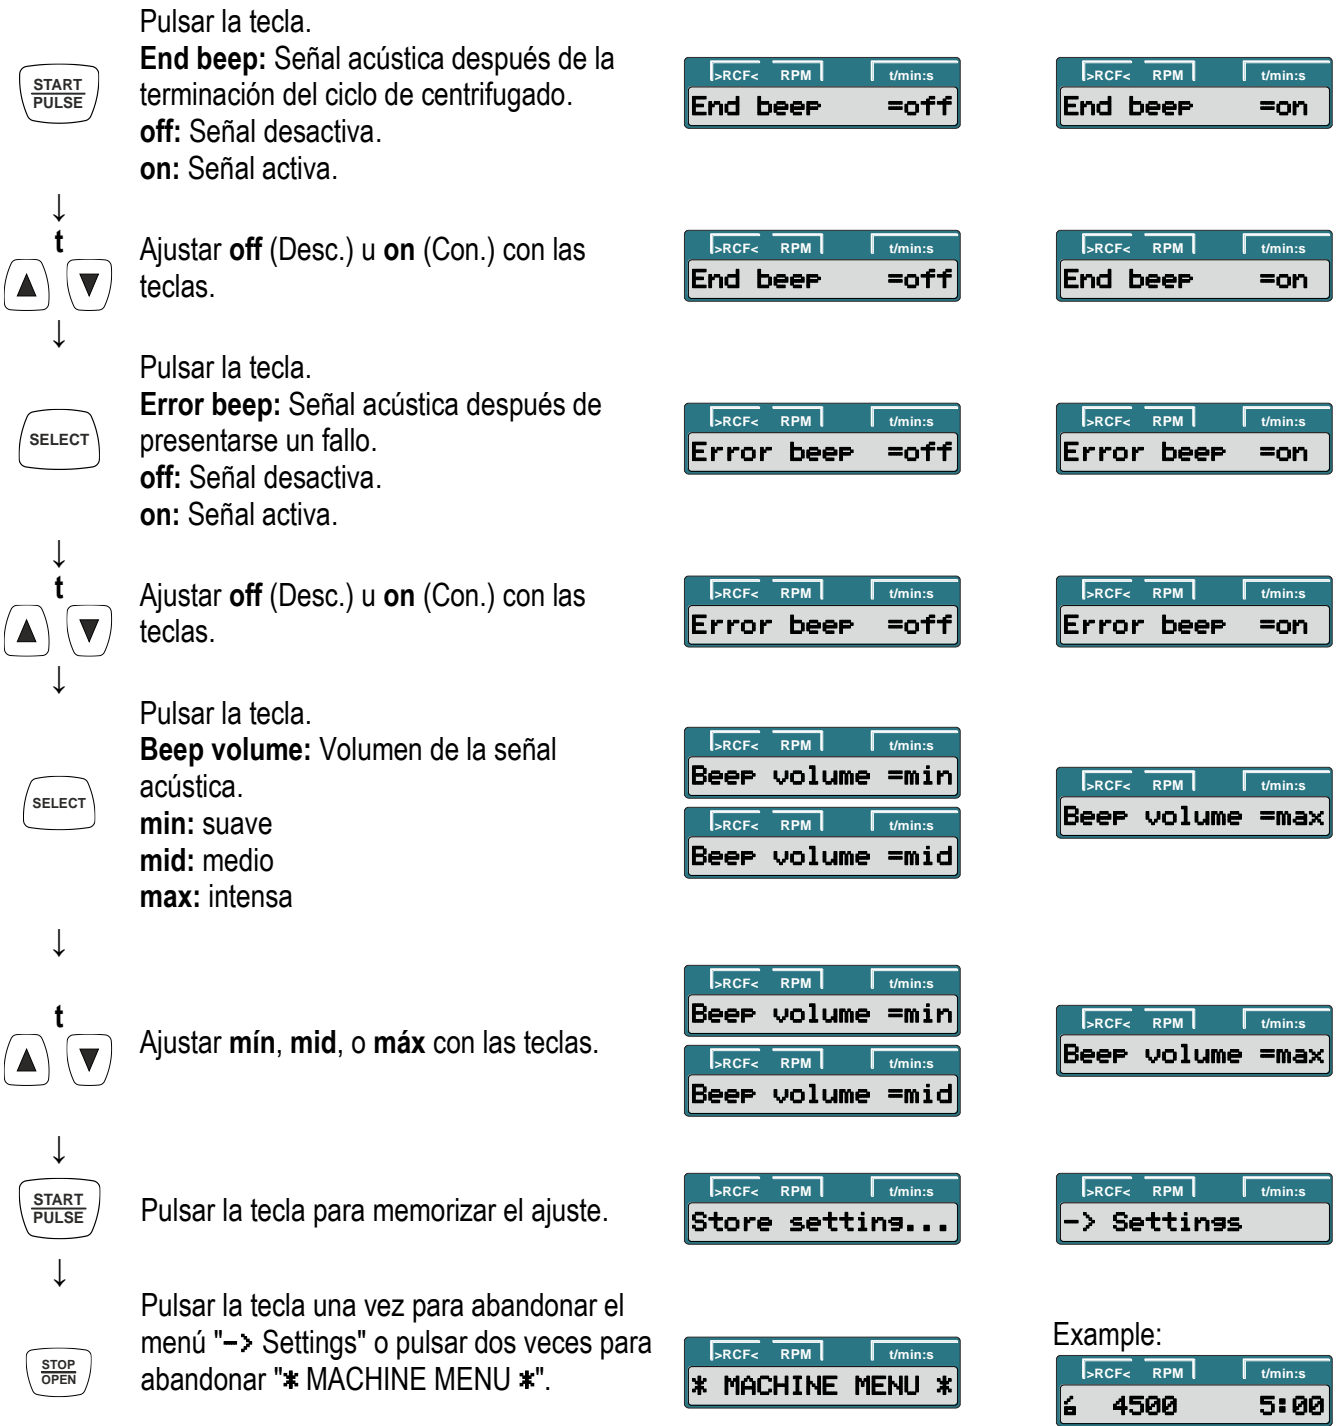 Pulsar la tecla.
End beep: Señal acústica después de la
terminación del ciclo de centrifugado.
off: Señal desactiva.
on: Señal activa.
START
PULSE
>RCF< RPM t/min:s
End beep =off
>RCF< RPM t/min:s
End beep =on
↓
t
▲ ▼
Ajustar off (Desc.) u on (Con.) con las
teclas.
>RCF< RPM t/min:s
End beep =off
>RCF< RPM t/min:s
End beep =on
↓
Pulsar la tecla.
Error beep: Señal acústica después de
presentarse un fallo.
off: Señal desactiva.
on: Señal activa.
SELECT
>RCF< RPM t/min:s
Error beep =off
>RCF< RPM t/min:s
Error beep =on
↓
t
▲ ▼
Ajustar off (Desc.) u on (Con.) con las
teclas.
>RCF< RPM t/min:s
Error beep =off
>RCF< RPM t/min:s
Error beep =on
↓
Pulsar la tecla.
Beep volume: Volumen de la señal
acústica.
min: suave
mid: medio
max: intensa
SELECT
>RCF< RPM t/min:s
Beep volume =min
>RCF< RPM t/min:s
Beep volume =mid
>RCF< RPM t/min:s
Beep volume =max
↓
t
▲ ▼
Ajustar mín, mid, o máx con las teclas.
>RCF< RPM t/min:s
Beep volume =min
>RCF< RPM t/min:s
Beep volume =mid
>RCF< RPM t/min:s
Beep volume =max
↓
START
PULSE
Pulsar la tecla para memorizar el ajuste.
>RCF< RPM t/min:s
Store setting...
>RCF< RPM t/min:s
-> Settings
↓
STOP
OPEN
Pulsar la tecla una vez para abandonar el
menú "-> Settings" o pulsar dos veces para
abandonar "* MACHINE MENU *".
>RCF< RPM t/min:s
* MACHINE MENU *
Example:
>RCF< RPM t/min:s
4500 5:00